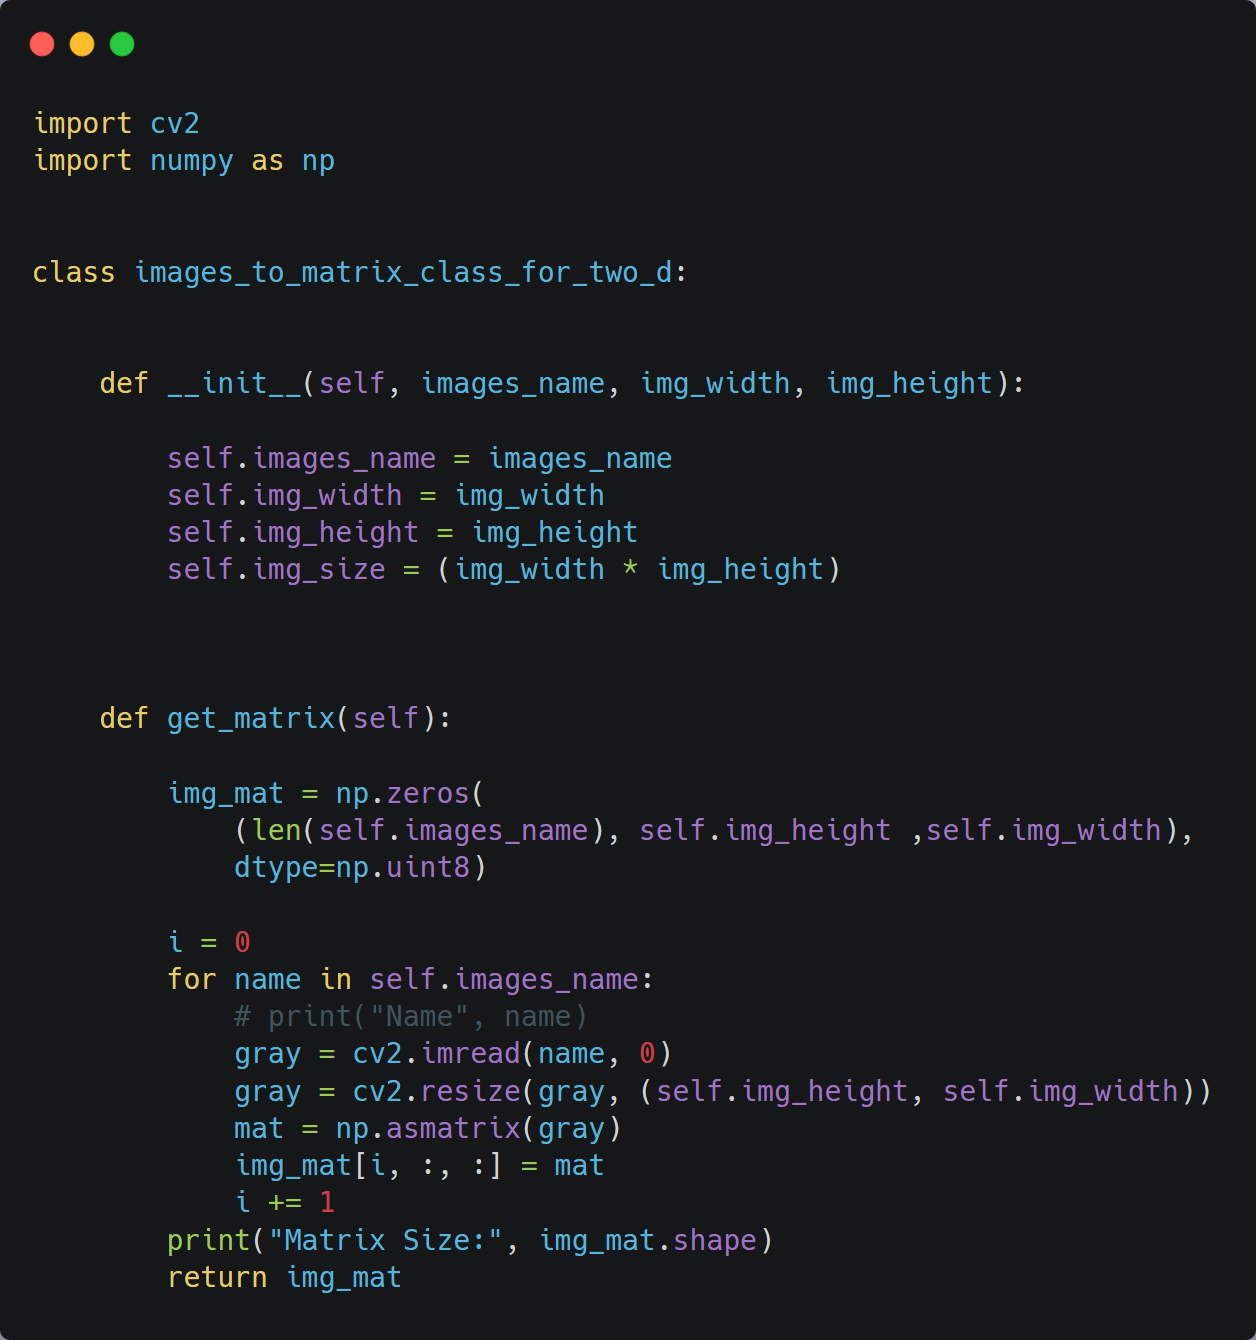 import cv2
import numpy as np
class images_to_matrix_class_for_two_d:
    def __init__(self, images_name, img_width, img_height):
        self.images_name = images_name
        self.img_width = img_width
        self.img_height = img_height
        self.img_size = (img_width * img_height)
    def get_matrix(self):
        img_mat = np.zeros(
            (len(self.images_name), self.img_height ,self.img_width),
            dtype=np.uint8)
        i = 0
        for name in self.images_name:
            # print("Name", name)
            gray = cv2.imread(name, 0)
            gray = cv2.resize(gray, (self.img_height, self.img_width))
            mat = np.asmatrix(gray)
            img_mat[i, :, :] = mat
            i += 1
        print("Matrix Size:", img_mat.shape)
        return img_mat